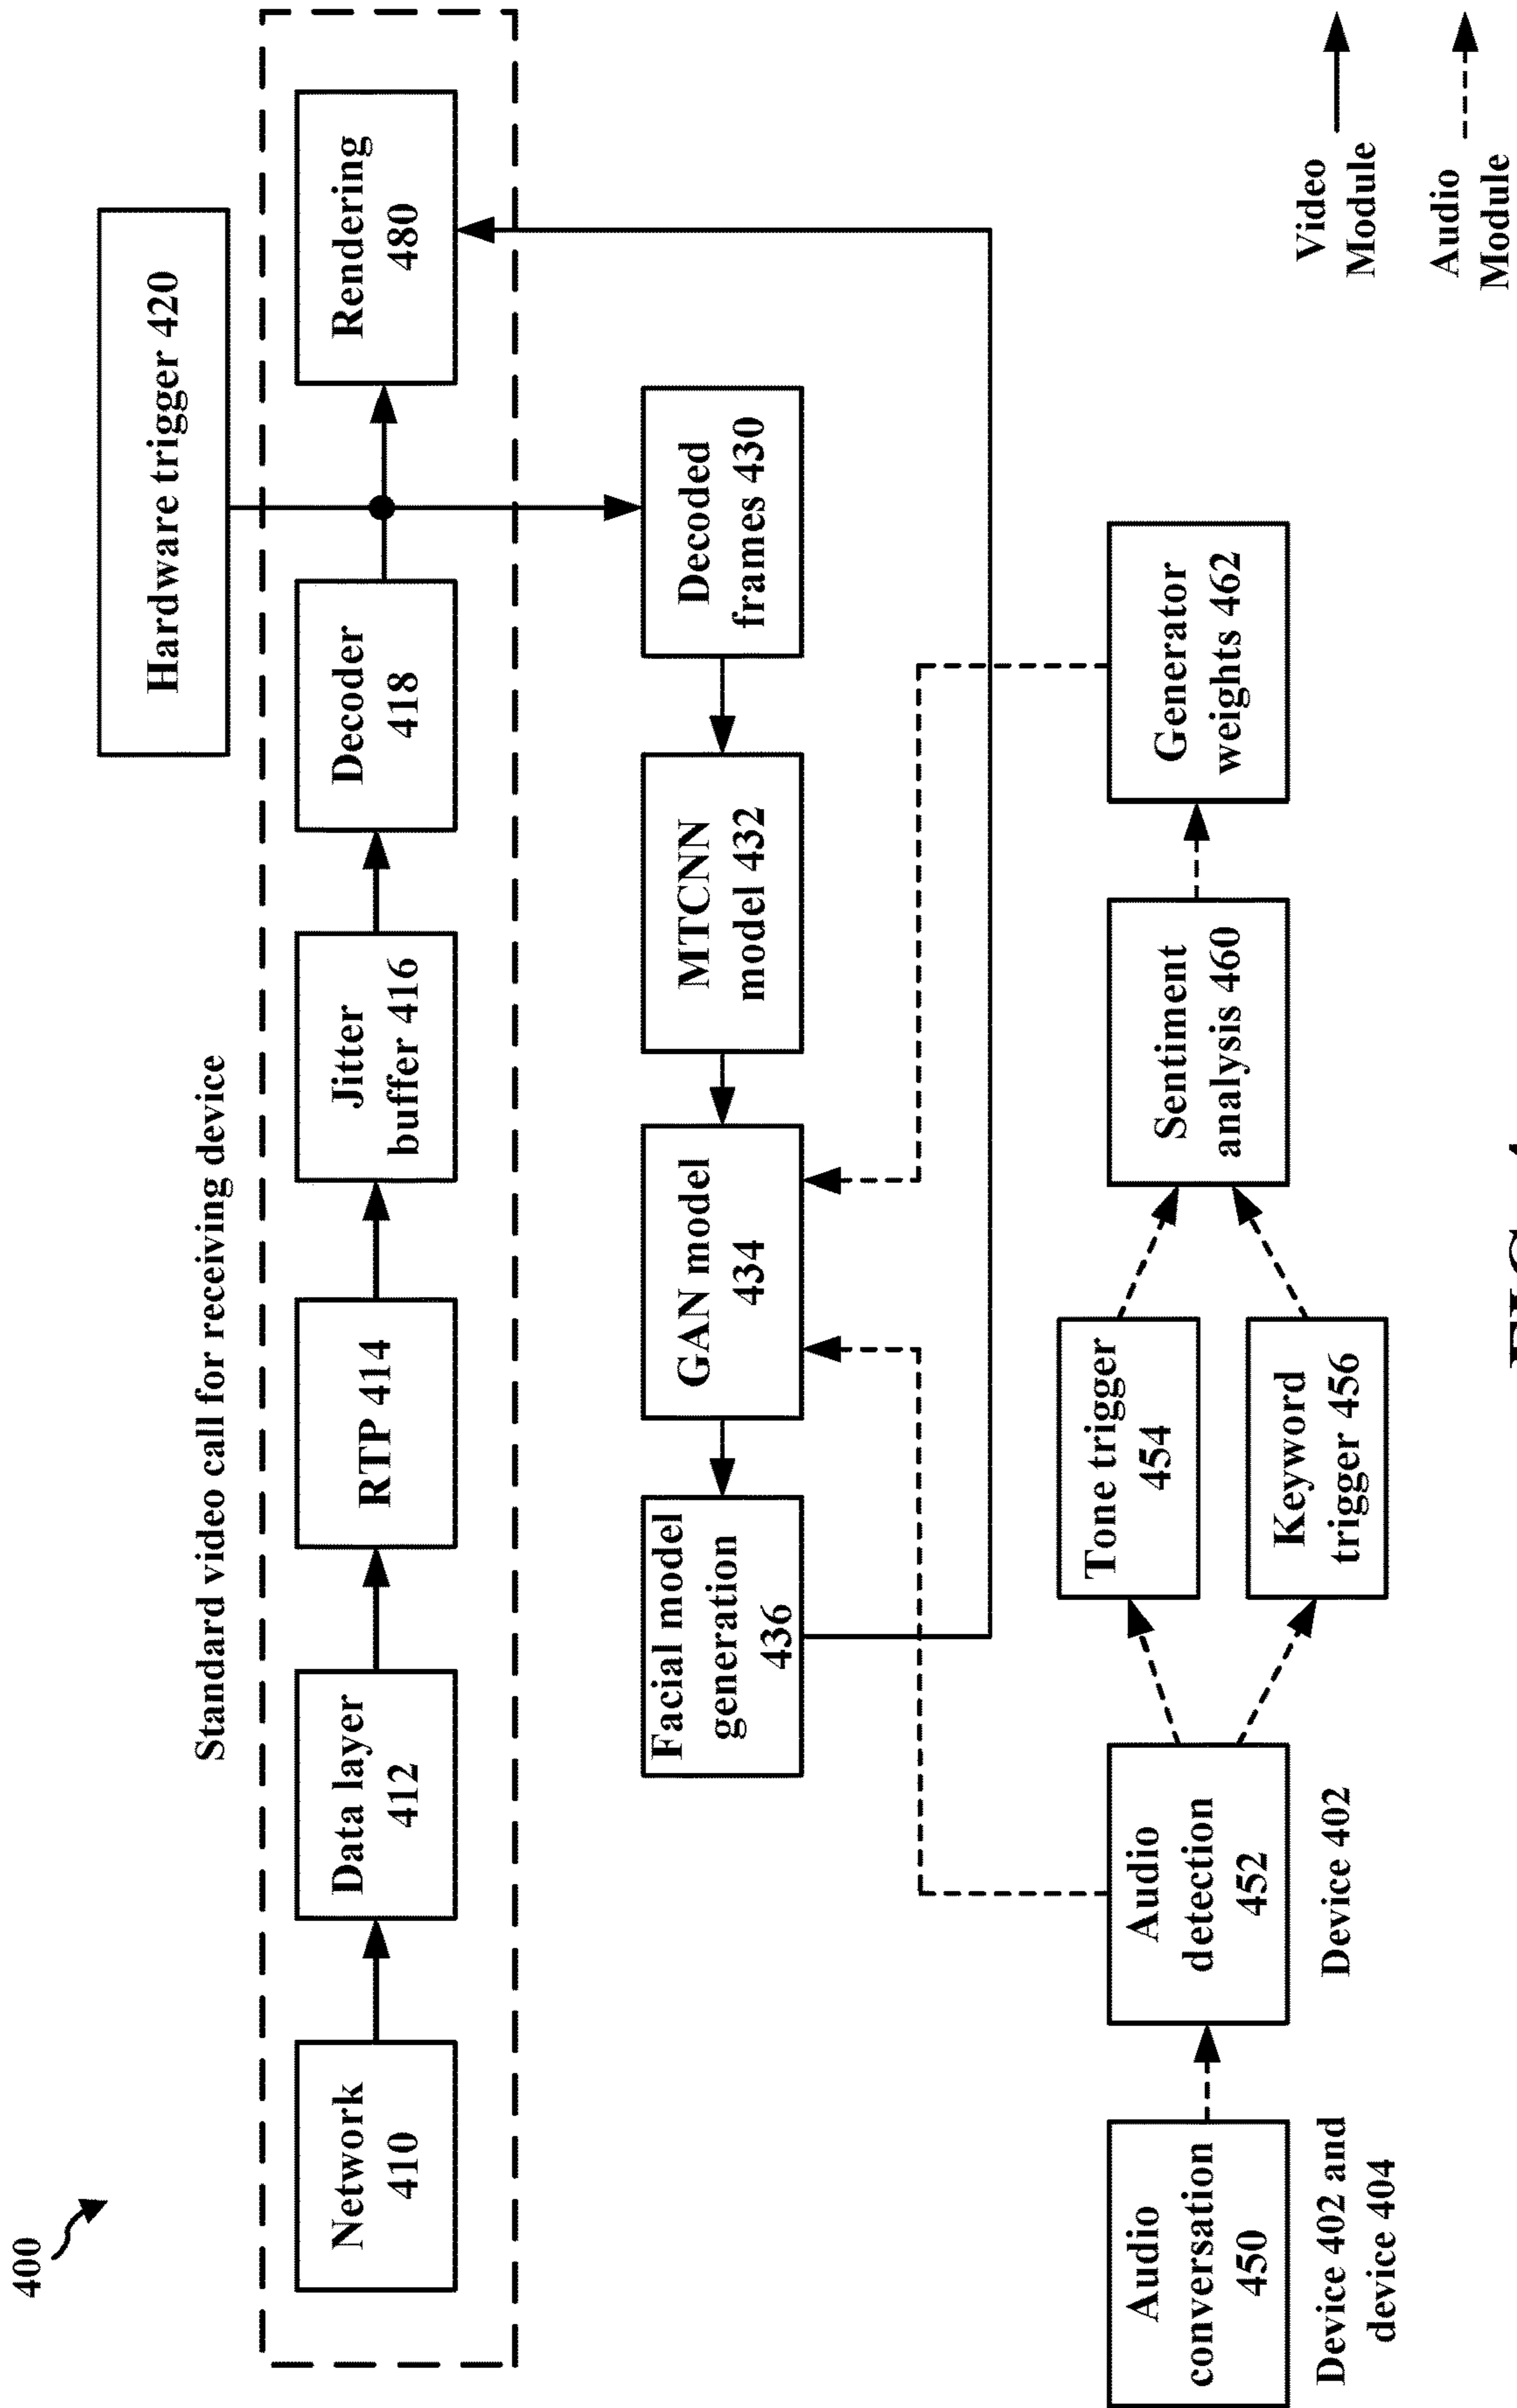 400
Standard video call for receiving device
Hardware trigger 420
Network
410
Data layer
412
RTP 414
Jitter
buffer 416
Decoder
418
Rendering
480
Facial model
generation
436
GAN model
434
MTCNN
model 432
Decoded
frames 430
Audio
conversation
450
Device 402 and
device 404
Audio
detection
452
Device 402
Tone trigger
454
Keyword
trigger 456
Sentiment
analysis 460
Generator
weights 462
Video
Module
Audio
Module